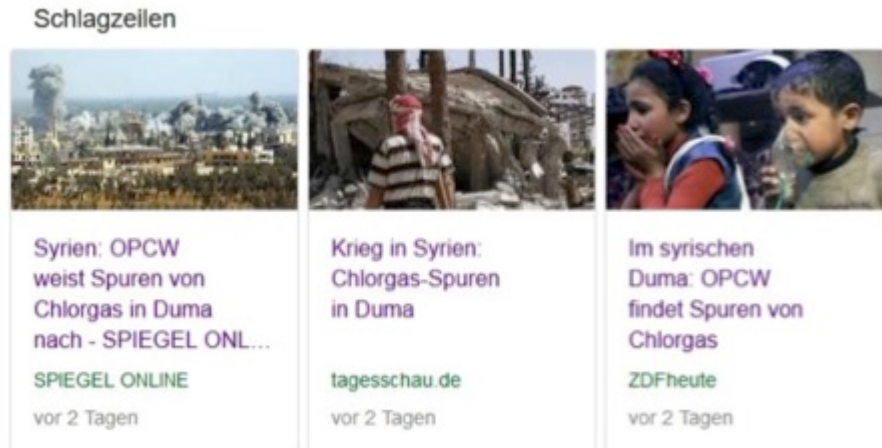 Schlagzeilen
Syrien: OPCW
weist Spuren von
Chlorgas in Duma
nach - SPIEGEL ONL...
SPIEGEL ONLINE
vor 2 Tagen
Krieg in Syrien:
Chlorgas-Spuren
in Duma
tagesschau.de
vor 2 Tagen
Im syrischen
Duma: OPCW
findet Spuren von
Chlorgas
ZDFheute
vor 2 Tagen